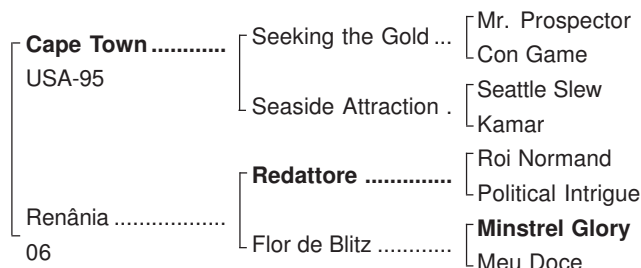 Mr. Prospector
Seeking the Gold ...
Cape Town ............
Con Game
USA-95
Seattle Slew
Seaside Attraction .
Kamar
Roi Normand
Redattore ..............
Political Intrigue
Renânia .................
Minstrel Glory
06
Flor de Blitz ............
Meu Doce